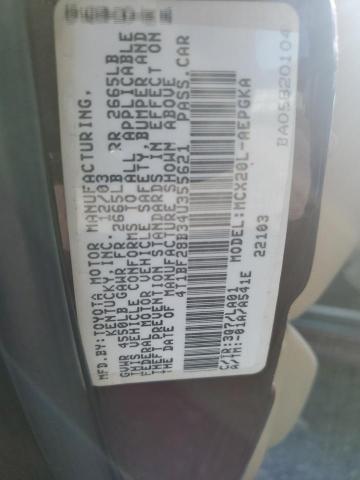 MFD.BY:TOYOTA MOTOR MANUFACTURING,
KENTUCKY,INC. 12/03
GVWR 4550LB GAWR FR 2665LB RR 2665LB
THIS VEHICLE CONFORMS TO ALL APPLICABLE
FEDERAL MOTOR VEHICLE SAFETY, BUMPER AND
THEFT PREVENTION STANDARDS IN EFFECT ON
THE DATE OF MANUFACTURE SHOWN ABOVE.
4T1BF28B34U355621 PASS.CAR
C/TR:3Q7/LA01 MODEL:MCX20L-AEPGKA
A/TM:-01A/A541E 22103
BA05820104